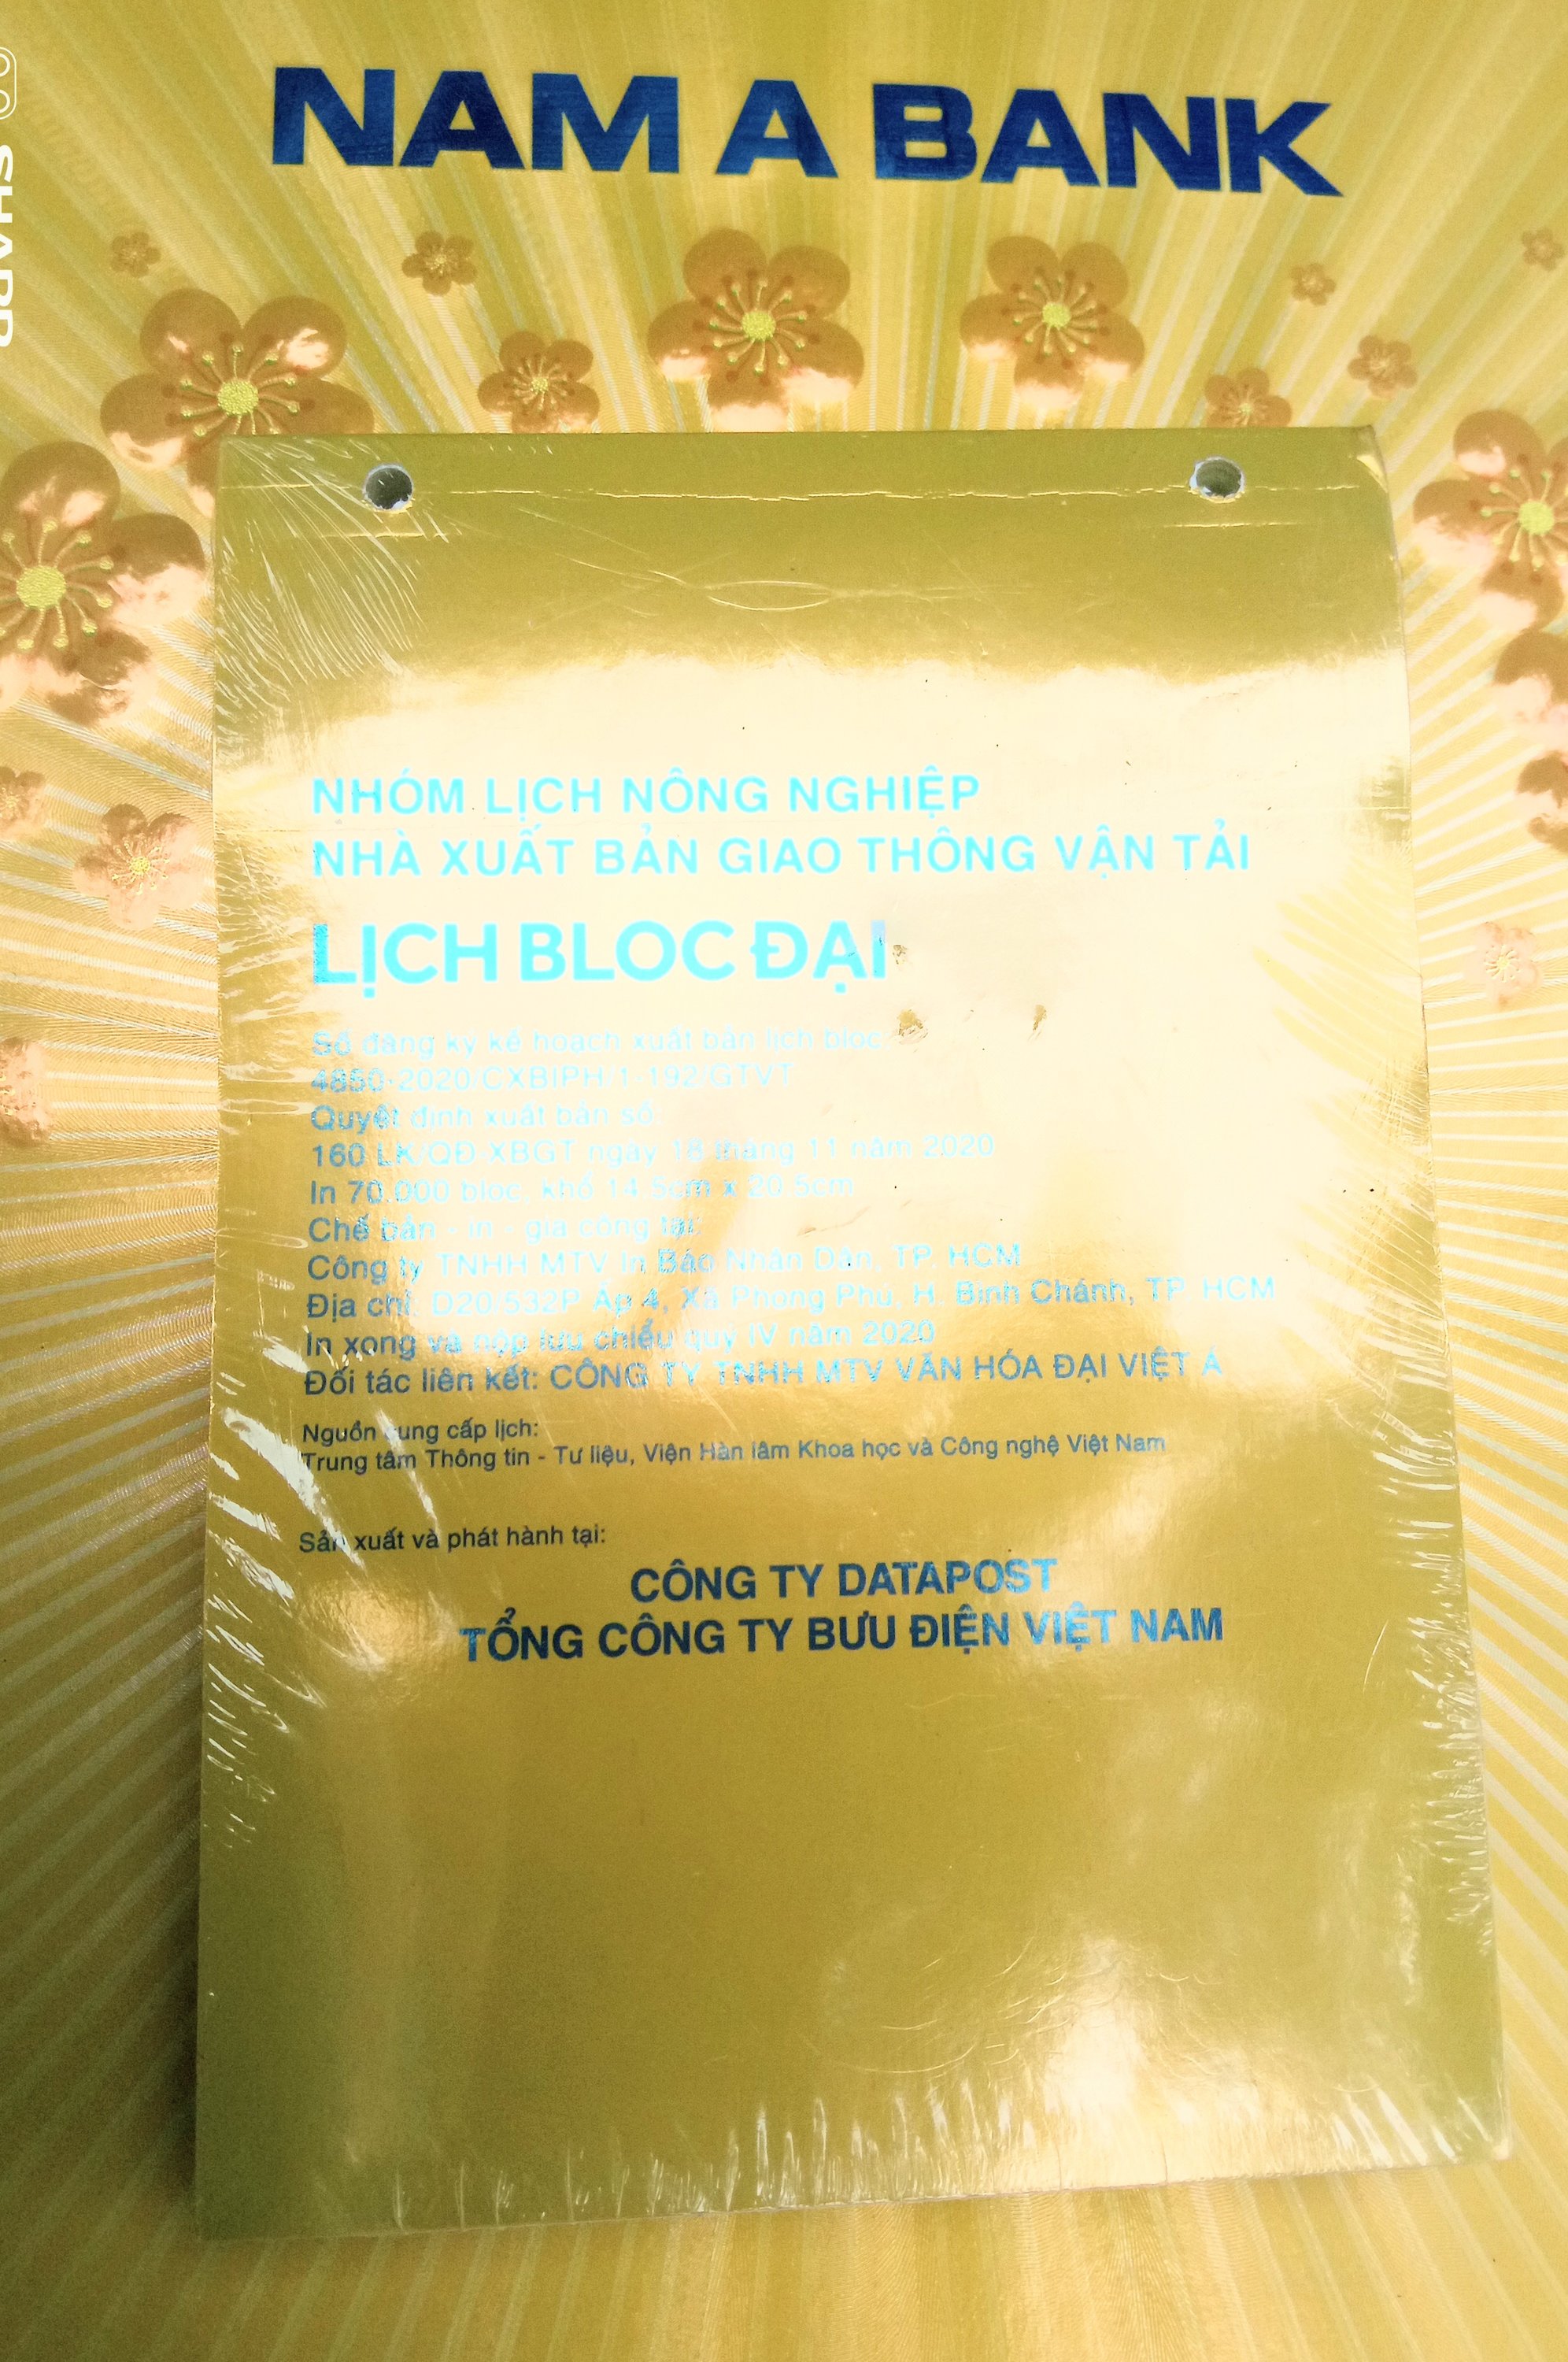 NAM A BANK
SHARP
NHÓM LỊCH NÔNG NGHIỆP
NHÀ XUẤT BẢN GIAO THÔNG VẬN TẢI
LỊCH BLOC ĐẠI
Số đăng ký kế hoạch xuất bản lịch bloc:
4850-2020/CXBIPH/1-192/GTVT
Quyết định xuất bản số:
160 LK/QĐ-XBGT ngày 18 tháng 11 năm 2020
In 70.000 bloc, khổ 14.5cm x 20.5cm
Chế bản - in - gia công tại:
Công ty TNHH MTV In Báo Nhân Dân, TP. HCM
Địa chỉ: D20/532P Ấp 4, Xã Phong Phú, H. Bình Chánh, TP. HCM
In xong và nộp lưu chiểu quý IV năm 2020
Đối tác liên kết: CÔNG TY TNHH MTV VĂN HÓA ĐẠI VIỆT Á
Nguồn cung cấp lịch:
Trung tâm Thông tin - Tư liệu, Viện Hàn lâm Khoa học và Công nghệ Việt Nam
Sản xuất và phát hành tại:
CÔNG TY DATAPOST
TỔNG CÔNG TY BƯU ĐIỆN VIỆT NAM